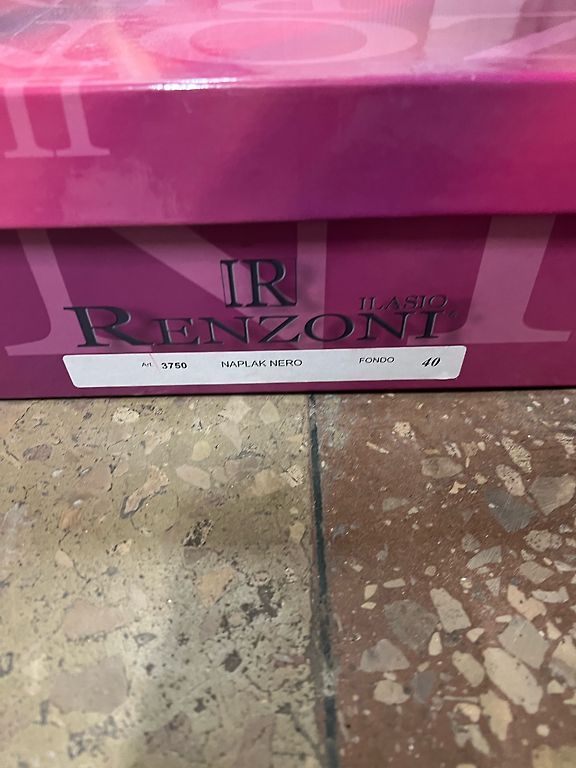 IR
ILASIO
RENZONI
Art. 3750 NAPLAK NERO FONDO 40